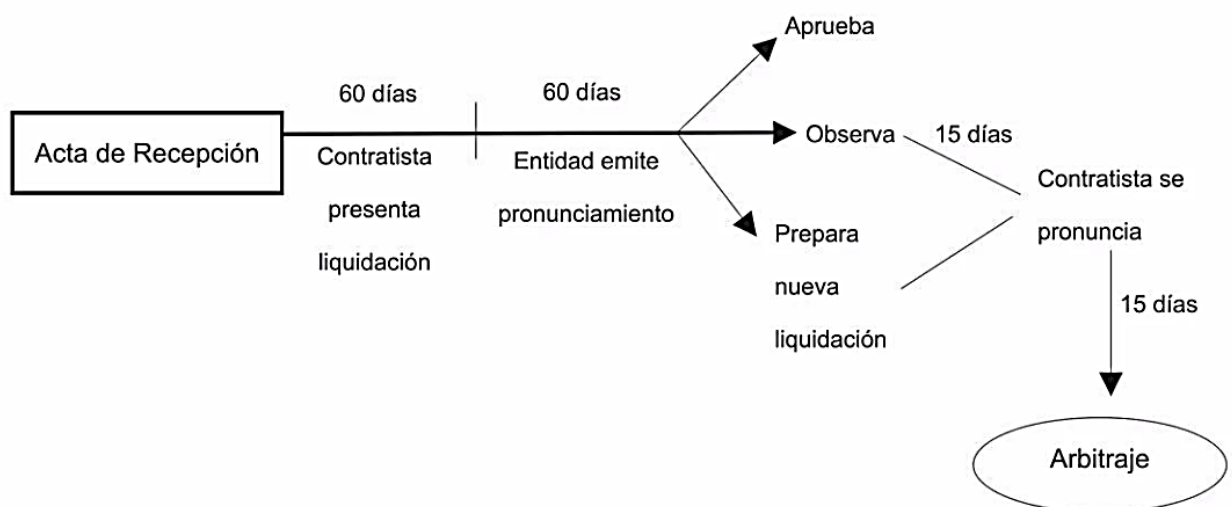 Aprueba
60 días
60 días
Acta de Recepción
Contratista
presenta
liquidación
Entidad emite
pronunciamiento
Observa
15 días
Prepara
nueva
liquidación
Contratista se
pronuncia
15 días
Arbitraje